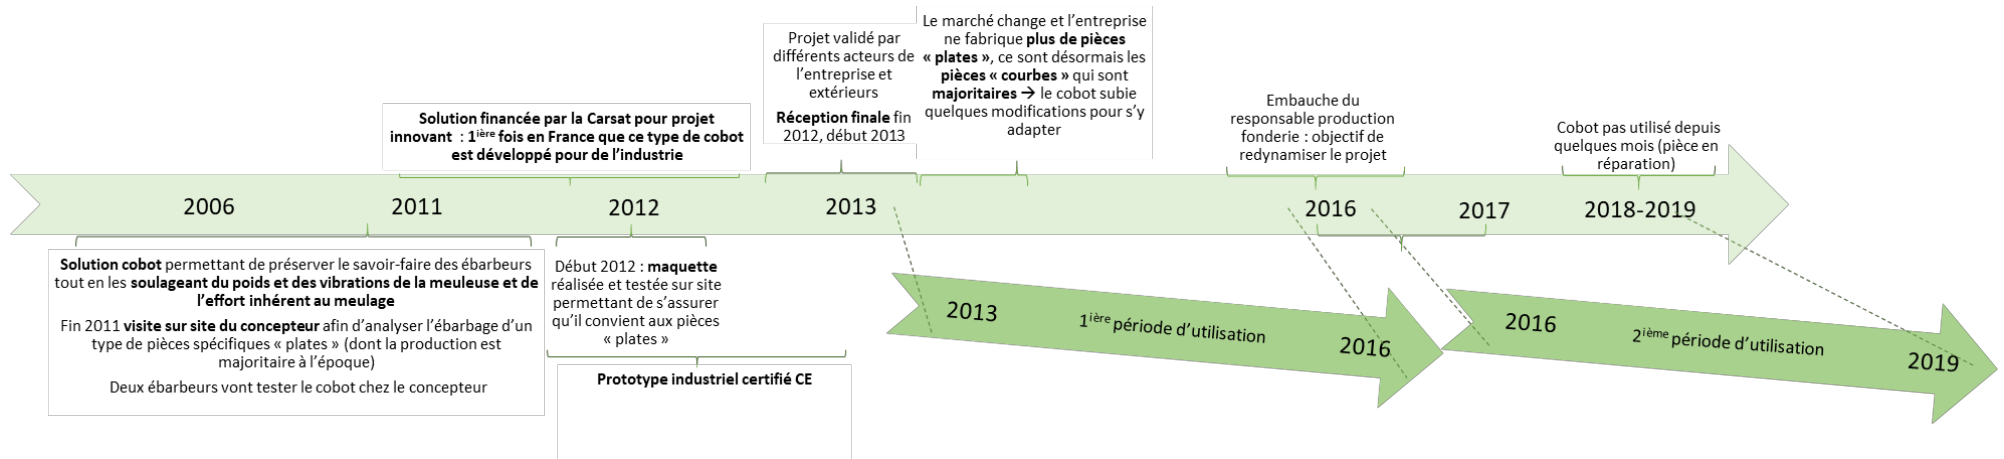 Solution financée par la Carsat pour projet
innovant : 1ière fois en France que ce type de cobot
est développé pour de l'industrie
Projet validé par
différents acteurs de
l'entreprise et
extérieurs
Réception finale fin
2012, début 2013
Le marché change et l'entreprise
ne fabrique plus de pièces
« plates », ce sont désormais les
pièces « courbes » qui sont
majoritaires → le cobot subie
quelques modifications pour s'y
adapter
Embauche du
responsable production
fonderie : objectif de
redynamiser le projet
Cobot pas utilisé depuis
quelques mois (pièce en
réparation)
2006
2011
2012
2013
2016
2017
2018-2019
Solution cobot permettant de préserver le savoir-faire des ébarbeurs
tout en les soulageant du poids et des vibrations de la meuleuse et de
l'effort inhérent au meulage
Fin 2011 visite sur site du concepteur afin d'analyser l'ébarbage d'un
type de pièces spécifiques « plates » (dont la production est
majoritaire à l'époque)
Deux ébarbeurs vont tester le cobot chez le concepteur
Début 2012 : maquette
réalisée et testée sur site
permettant de s'assurer
qu'il convient aux pièces
« plates »
Prototype industriel certifié CE
2013
1ière période d'utilisation
2016
2016
2ième période d'utilisation
2019